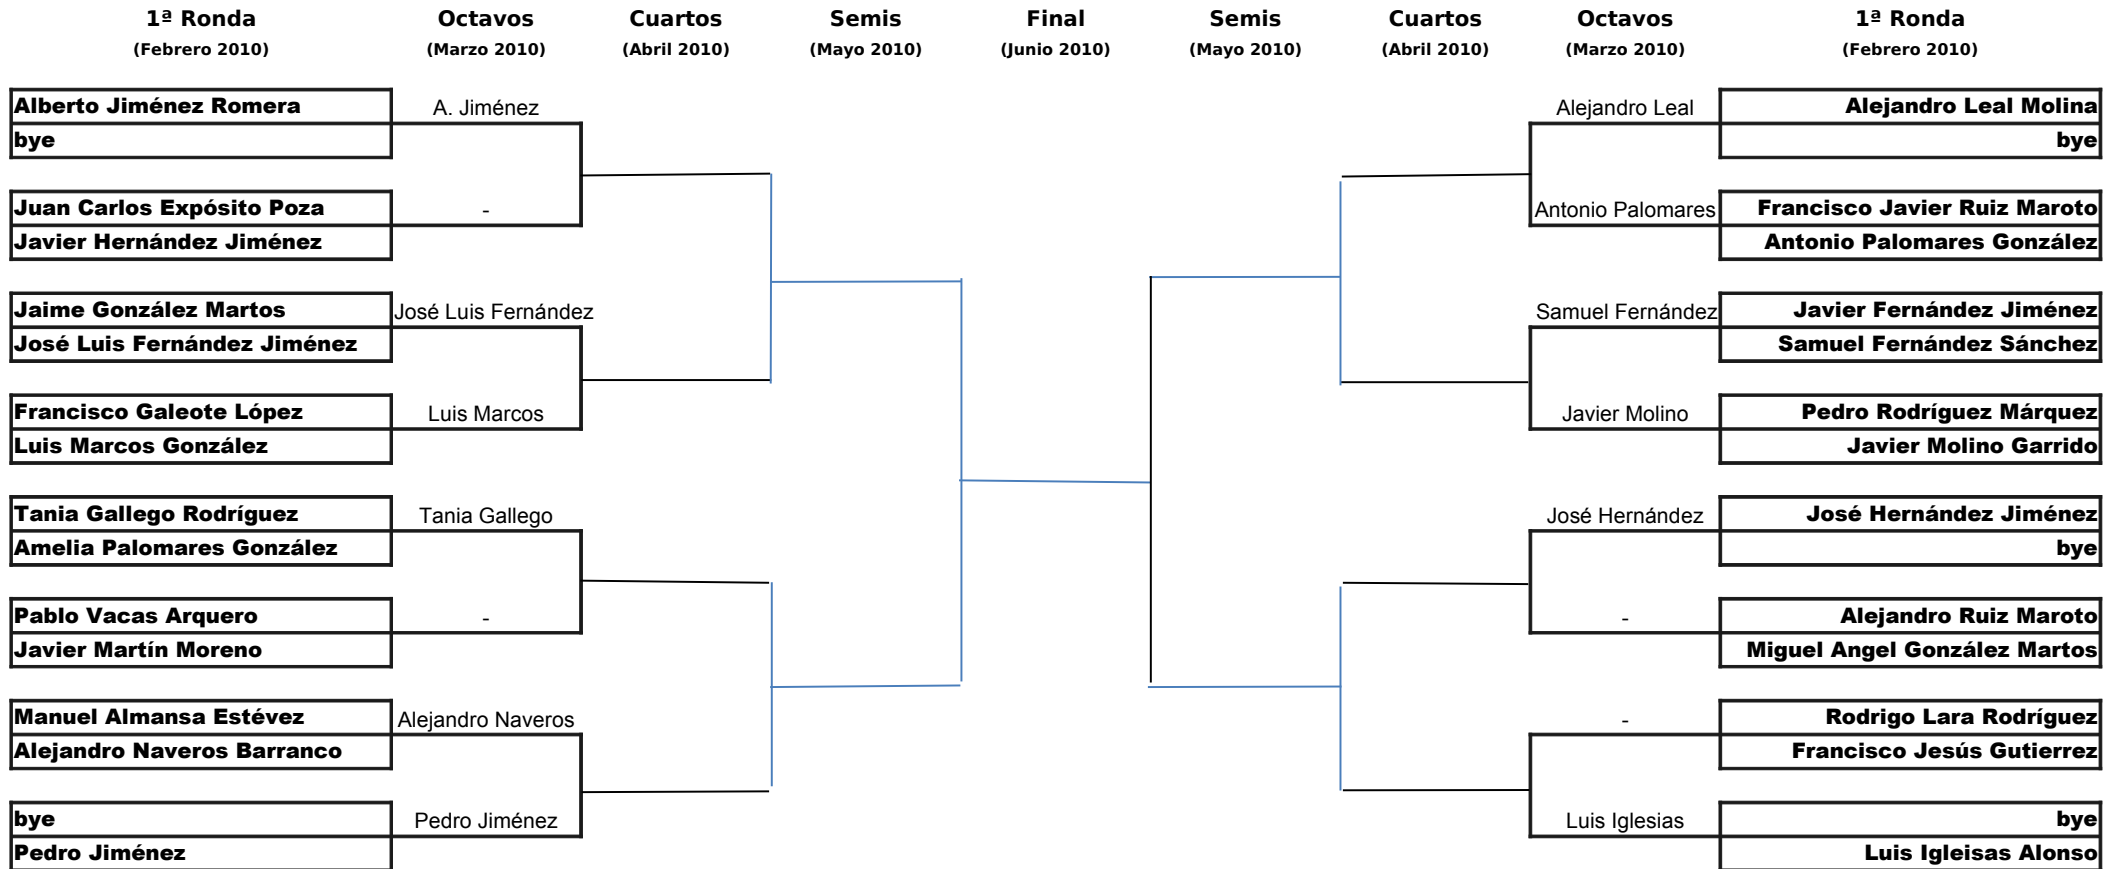 1ª Ronda Octavos Cuartos Semis Final Semis Cuartos Octavos 1ª Ronda
(Febrero 2010) (Marzo 2010) (Abril 2010) (Mayo 2010) (Junio 2010) (Mayo 2010) (Abril 2010) (Marzo 2010) (Febrero 2010)
Alberto Jiménez Romera A. Jiménez Alejandro Leal Alejandro Leal Molina
bye bye
Juan Carlos Expósito Poza - Antonio Palomares Francisco Javier Ruiz Maroto
Javier Hernández Jiménez Antonio Palomares González
Jaime González Martos José Luis Fernández Samuel Fernández Javier Fernández Jiménez
José Luis Fernández Jiménez Samuel Fernández Sánchez
Francisco Galeote López Luis Marcos Javier Molino Pedro Rodríguez Márquez
Luis Marcos González Javier Molino Garrido
Tania Gallego Rodríguez Tania Gallego José Hernández José Hernández Jiménez
Amelia Palomares González bye
Pablo Vacas Arquero - - Alejandro Ruiz Maroto
Javier Martín Moreno Miguel Angel González Martos
Manuel Almansa Estévez Alejandro Naveros - Rodrigo Lara Rodríguez
Alejandro Naveros Barranco Francisco Jesús Gutierrez
bye Pedro Jiménez Luis Iglesias bye
Pedro Jiménez Luis Igleisas Alonso